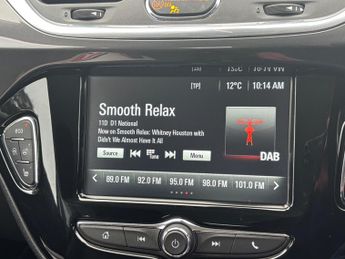 [TP] 12°C 10:14 AM
Smooth Relax
11D D1 National
Now on Smooth Relax: Whitney Houston with
Didn't We Almost Have It All
DAB
Source
Tune
Menu
89.0 FM 92.0 FM 95.0 FM 98.0 FM 101.0 FM
eco